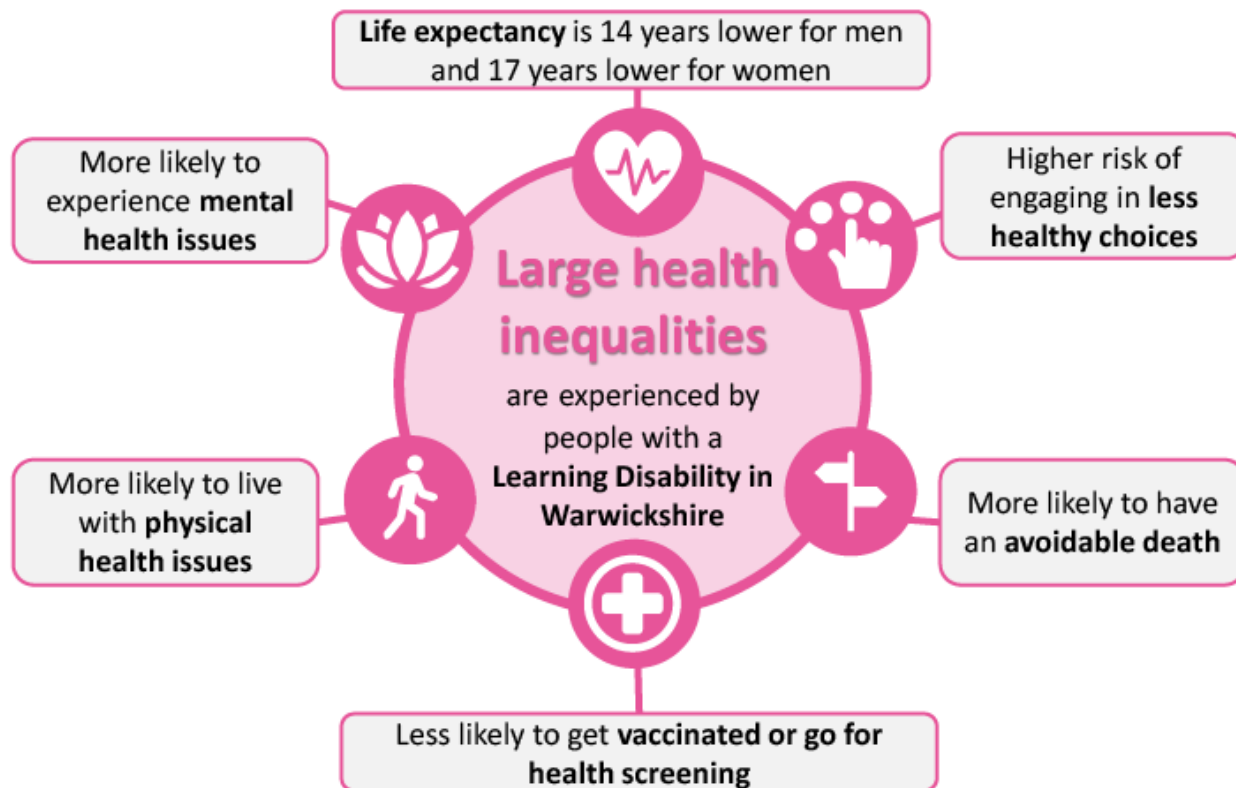 Life expectancy is 14 years lower for men
and 17 years lower for women
More likely to
experience mental
health issues
Higher risk of
engaging in less
healthy choices
Large health
inequalities
are experienced by
people with a
Learning Disability in
Warwickshire
More likely to live
with physical
health issues
More likely to have
an avoidable death
Less likely to get vaccinated or go for
health screening